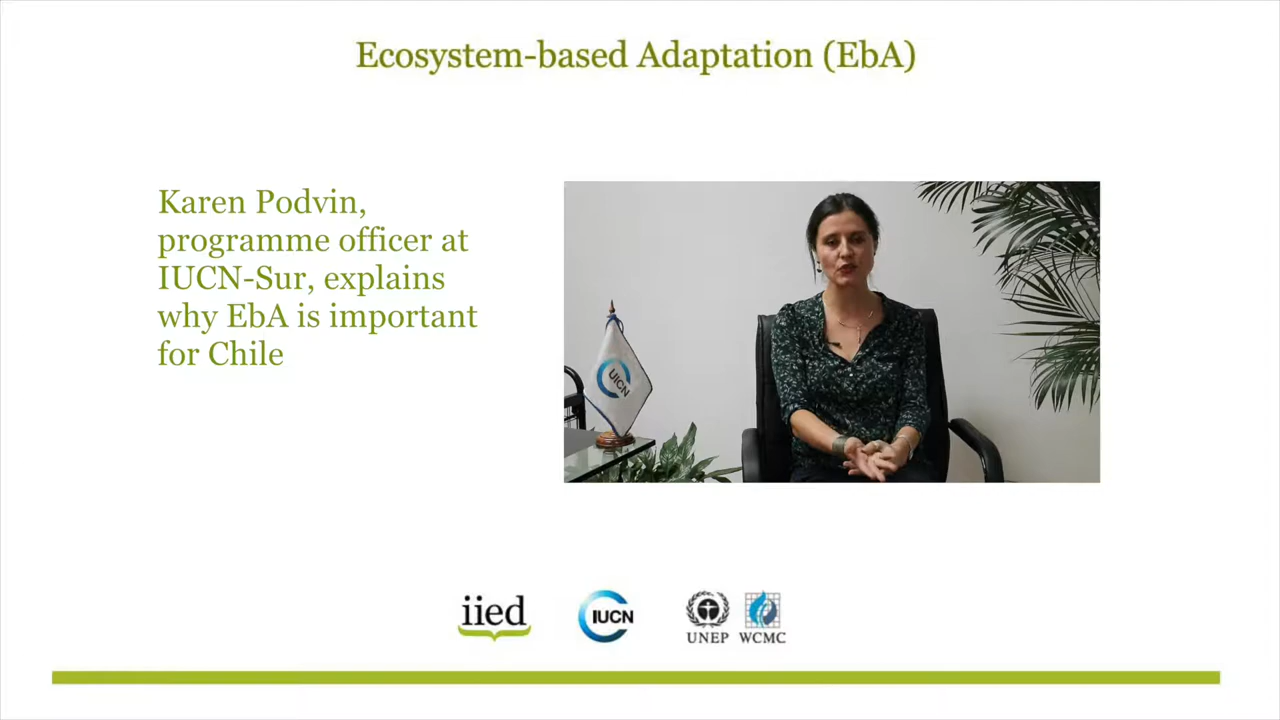 Ecosystem-based Adaptation (EbA)
Karen Podvin,
programme officer at
IUCN-Sur, explains
why EbA is important
for Chile
UICN
iied
IUCN
UNEP WCMC